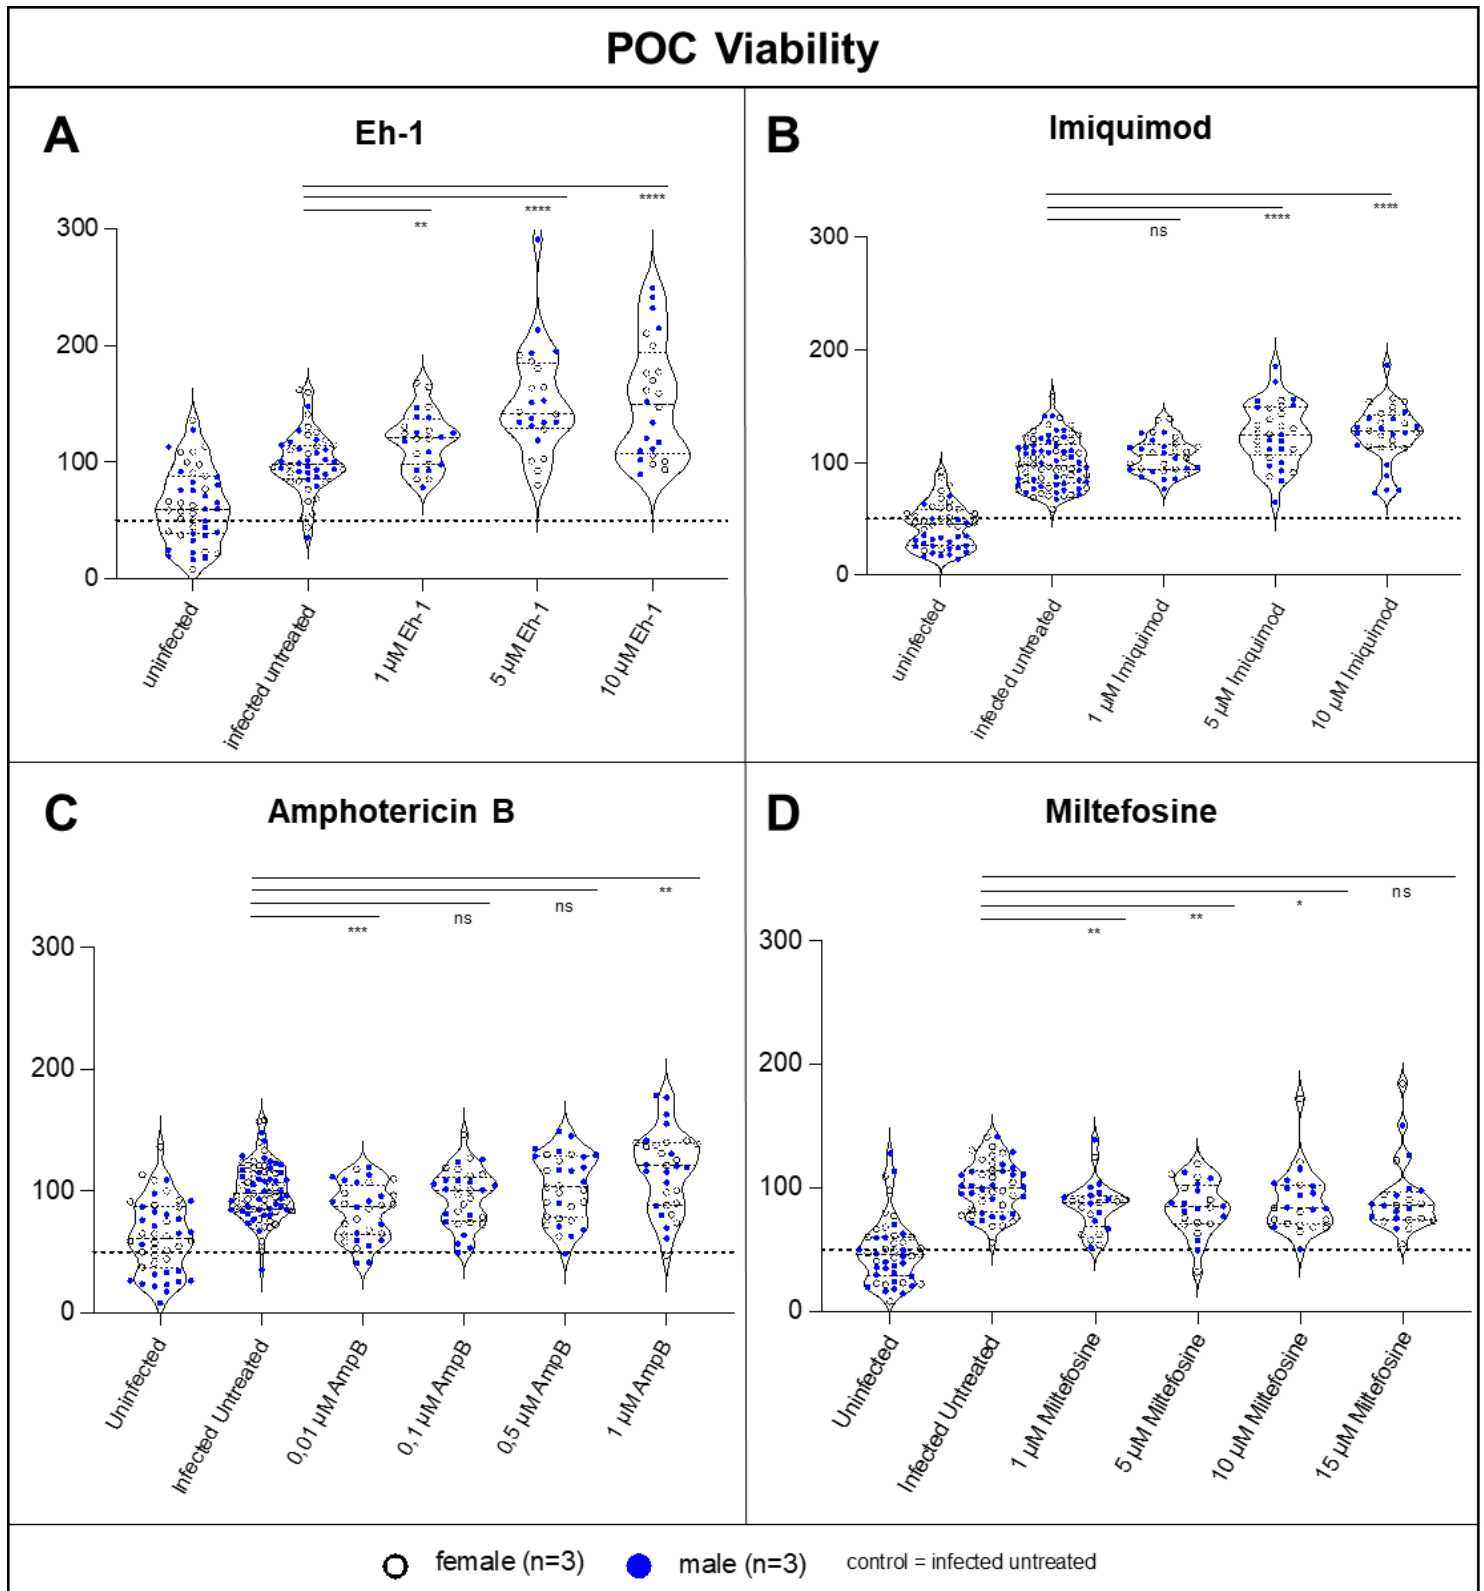 POC Viability
A
Eh-1
****
****
**
300
200
100
0
uninfected
infected untreated
1 µM Eh-1
5 µM Eh-1
10 µM Eh-1
B
Imiquimod
****
****
ns
300
200
100
0
uninfected
infected untreated
1 µM Imiquimod
5 µM Imiquimod
10 µM Imiquimod
C
Amphotericin B
**
ns
ns
***
300
200
100
0
Uninfected
Infected Untreated
0,01 µM AmpB
0,1 µM AmpB
0,5 µM AmpB
1 µM AmpB
D
Miltefosine
ns
*
**
**
300
200
100
0
Uninfected
Infected Untreated
1 µM Miltefosine
5 µM Miltefosine
10 µM Miltefosine
15 µM Miltefosine
female (n=3) male (n=3) control = infected untreated